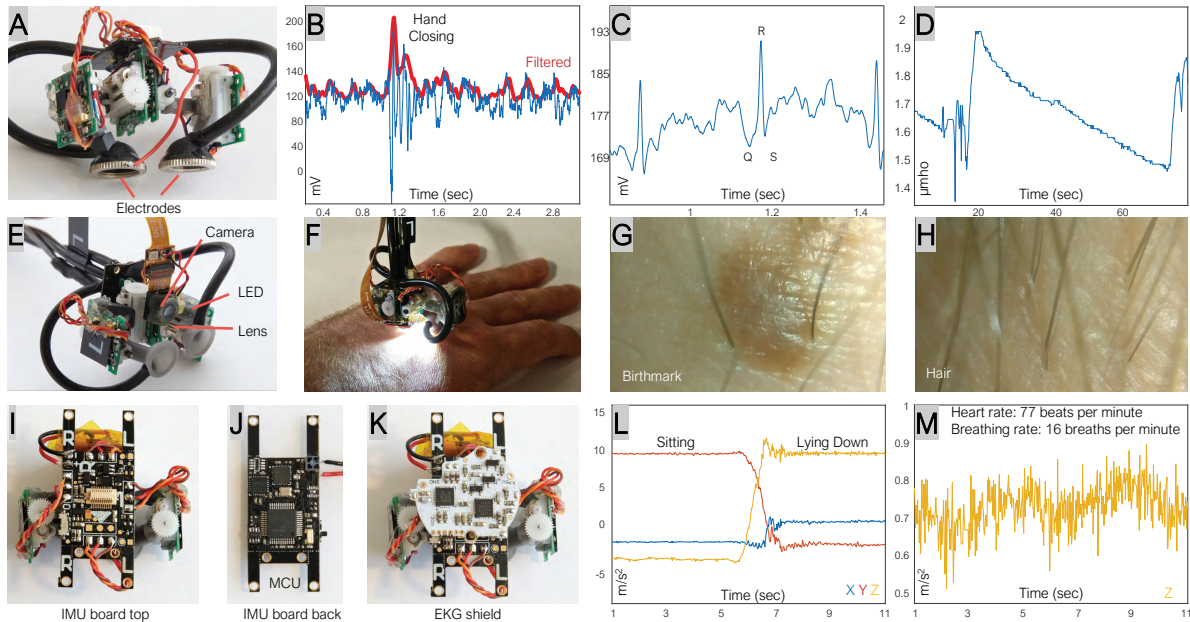 A
Electrodes
B
200
180
160
140
120
100
80
60
40
20
0
mV
Hand
Closing
Filtered
Time (sec)
0.4 0.8 1.2 1.6 2.0 2.4 2.8
C
193
185
177
169
mV
R
Q S
Time (sec)
1 1.2 1.4
D
2
1.9
1.8
1.7
1.6
1.5
1.4
µmho
Time (sec)
20 40 60
E
Camera
LED
Lens
F
1
G
Birthmark
H
Hair
I
R L
R L
IMU board top
J
MCU
IMU board back
K
R L
R L
EKG shield
L
15
10
5
0
-5
m/s²
Sitting
Lying Down
Time (sec)
X Y Z
1 3 5 7 9 11
M
1
0.9
0.8
0.7
0.6
0.5
m/s²
Heart rate: 77 beats per minute
Breathing rate: 16 breaths per minute
Time (sec)
Z
1 3 5 7 9 11